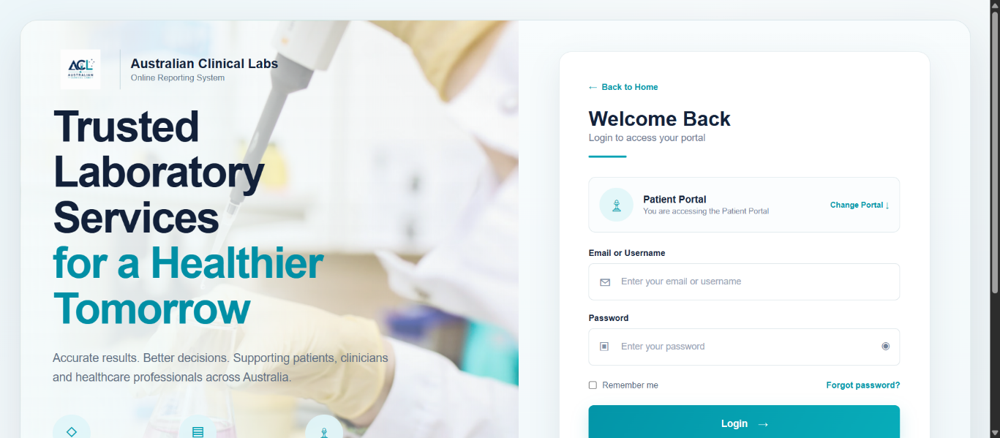 ACL
AUSTRALIAN
Australian Clinical Labs
Online Reporting System
Trusted
Laboratory
Services
for a Healthier
Tomorrow
Accurate results. Better decisions. Supporting patients, clinicians
and healthcare professionals across Australia.
← Back to Home
Welcome Back
Login to access your portal
Patient Portal
You are accessing the Patient Portal
Change Portal ↓
Email or Username
Enter your email or username
Password
Enter your password
Remember me
Forgot password?
Login →